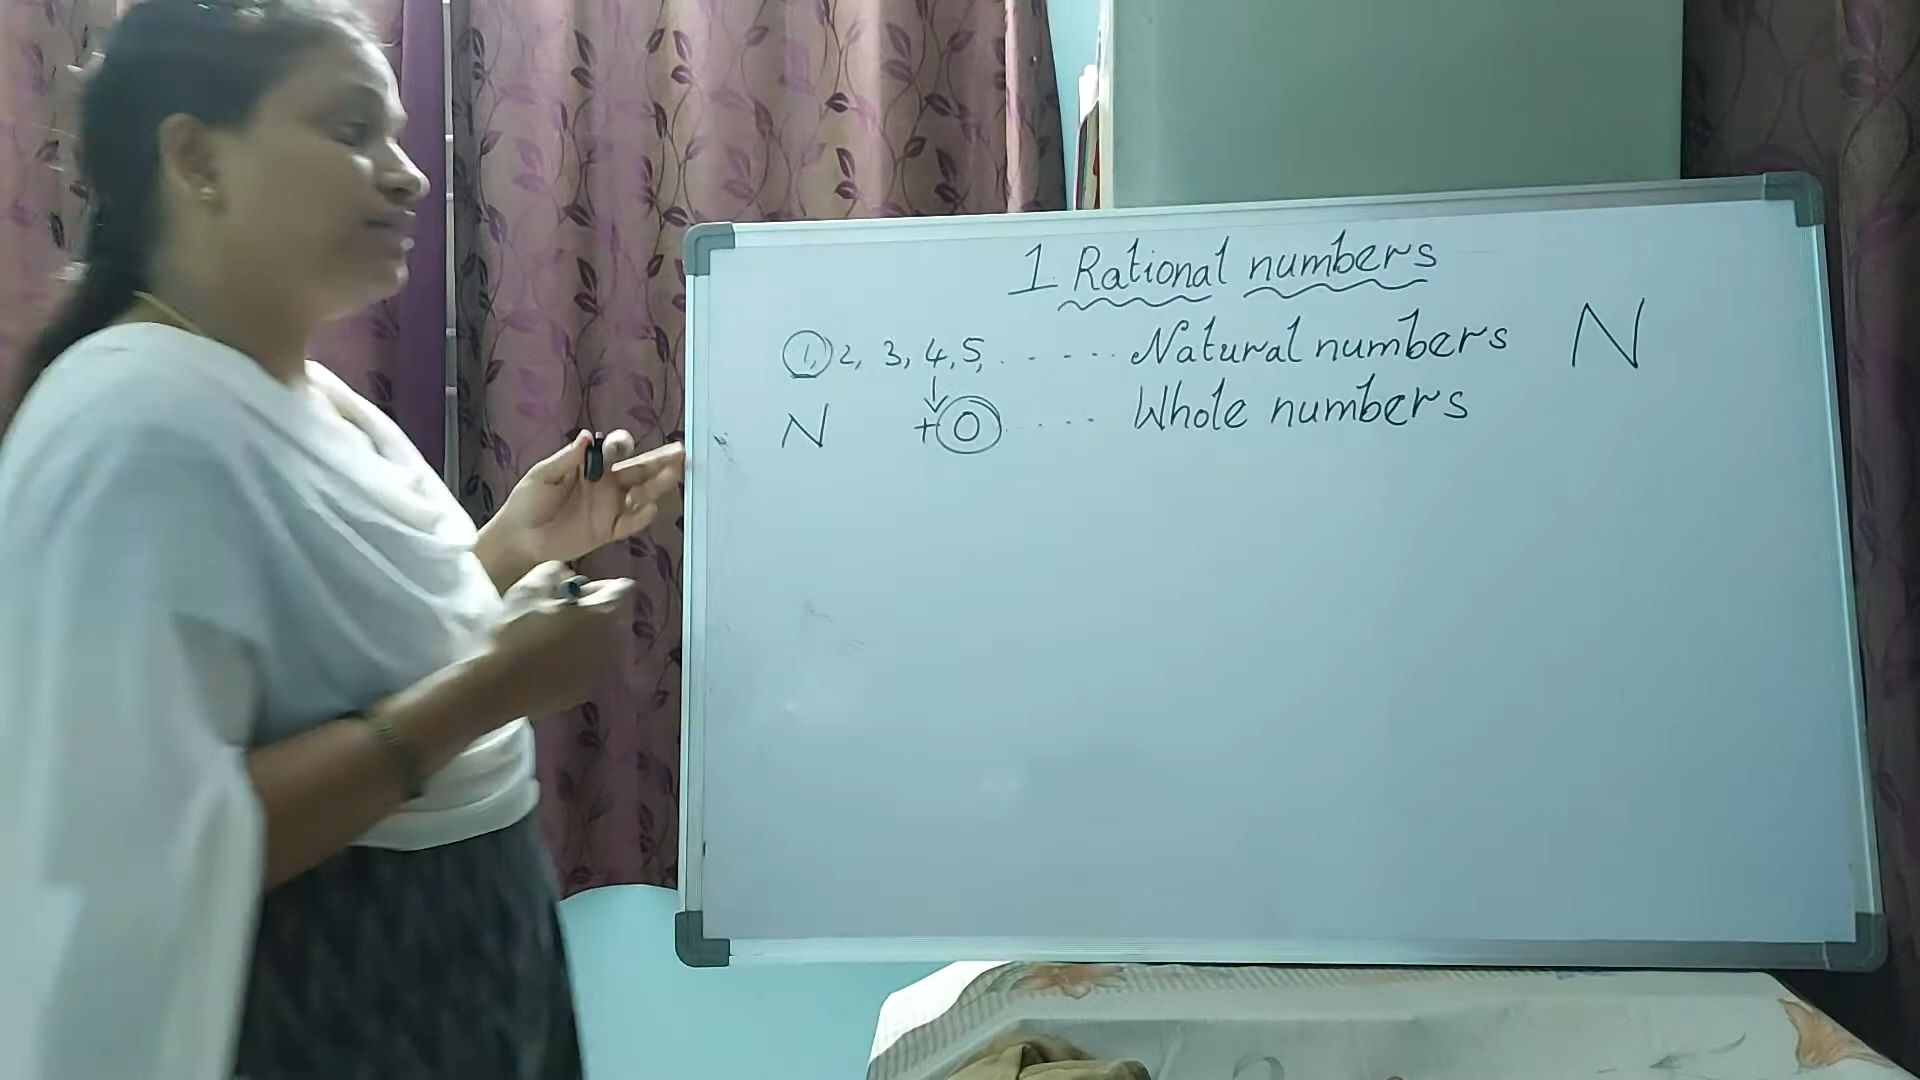 1. Rational numbers
1, 2, 3, 4, 5, . . . . . Natural numbers N
N + 0 . . . . Whole numbers